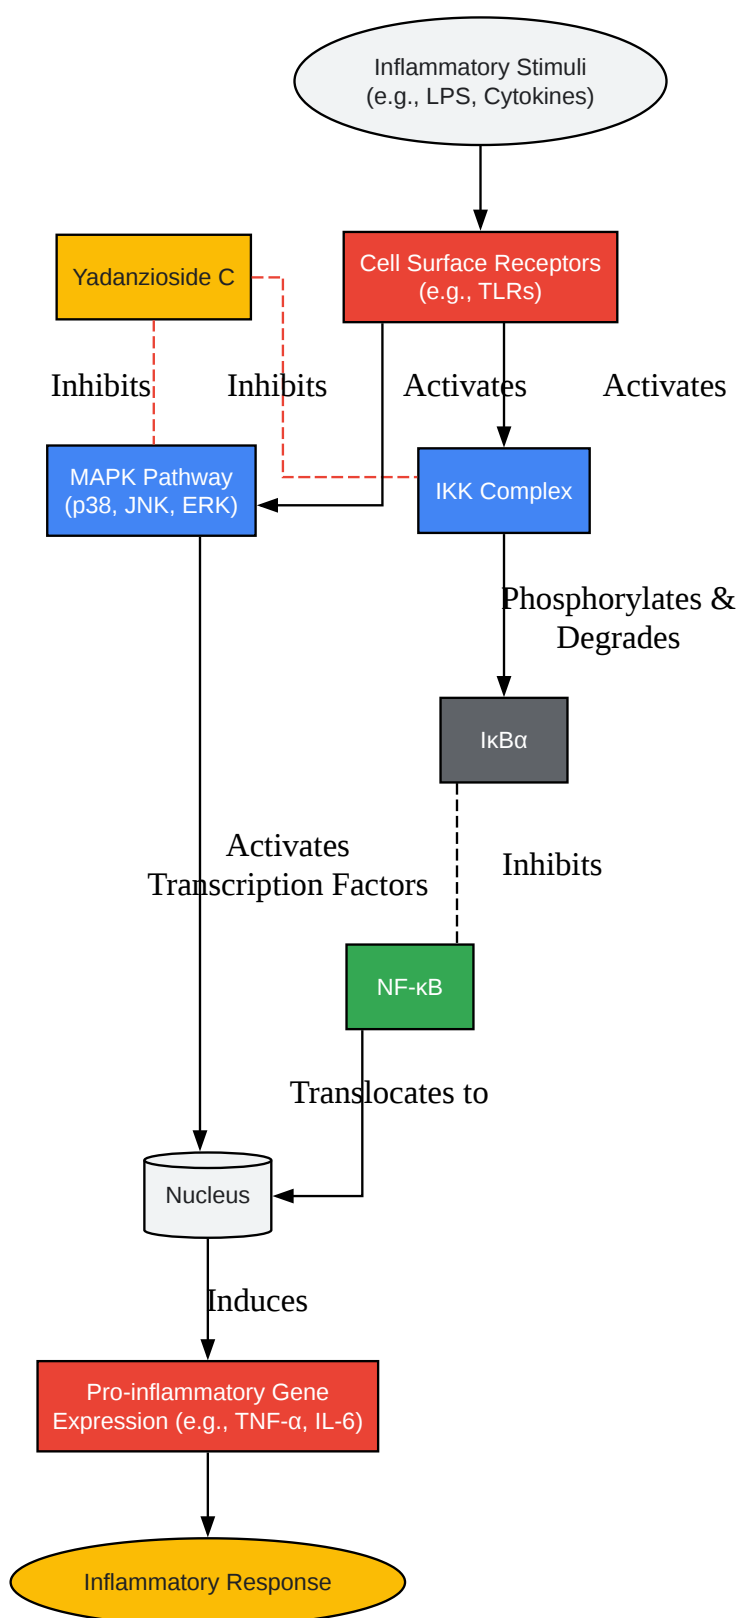 Inflammatory Stimuli
(e.g., LPS, Cytokines)
Yadanzioside C
Cell Surface Receptors
(e.g., TLRs)
Inhibits
Inhibits
Activates
Activates
MAPK Pathway
(p38, JNK, ERK)
IKK Complex
Phosphorylates &
Degrades
IκBα
Activates
Transcription Factors
Inhibits
NF-κB
Translocates to
Nucleus
Induces
Pro-inflammatory Gene
Expression (e.g., TNF-α, IL-6)
Inflammatory Response